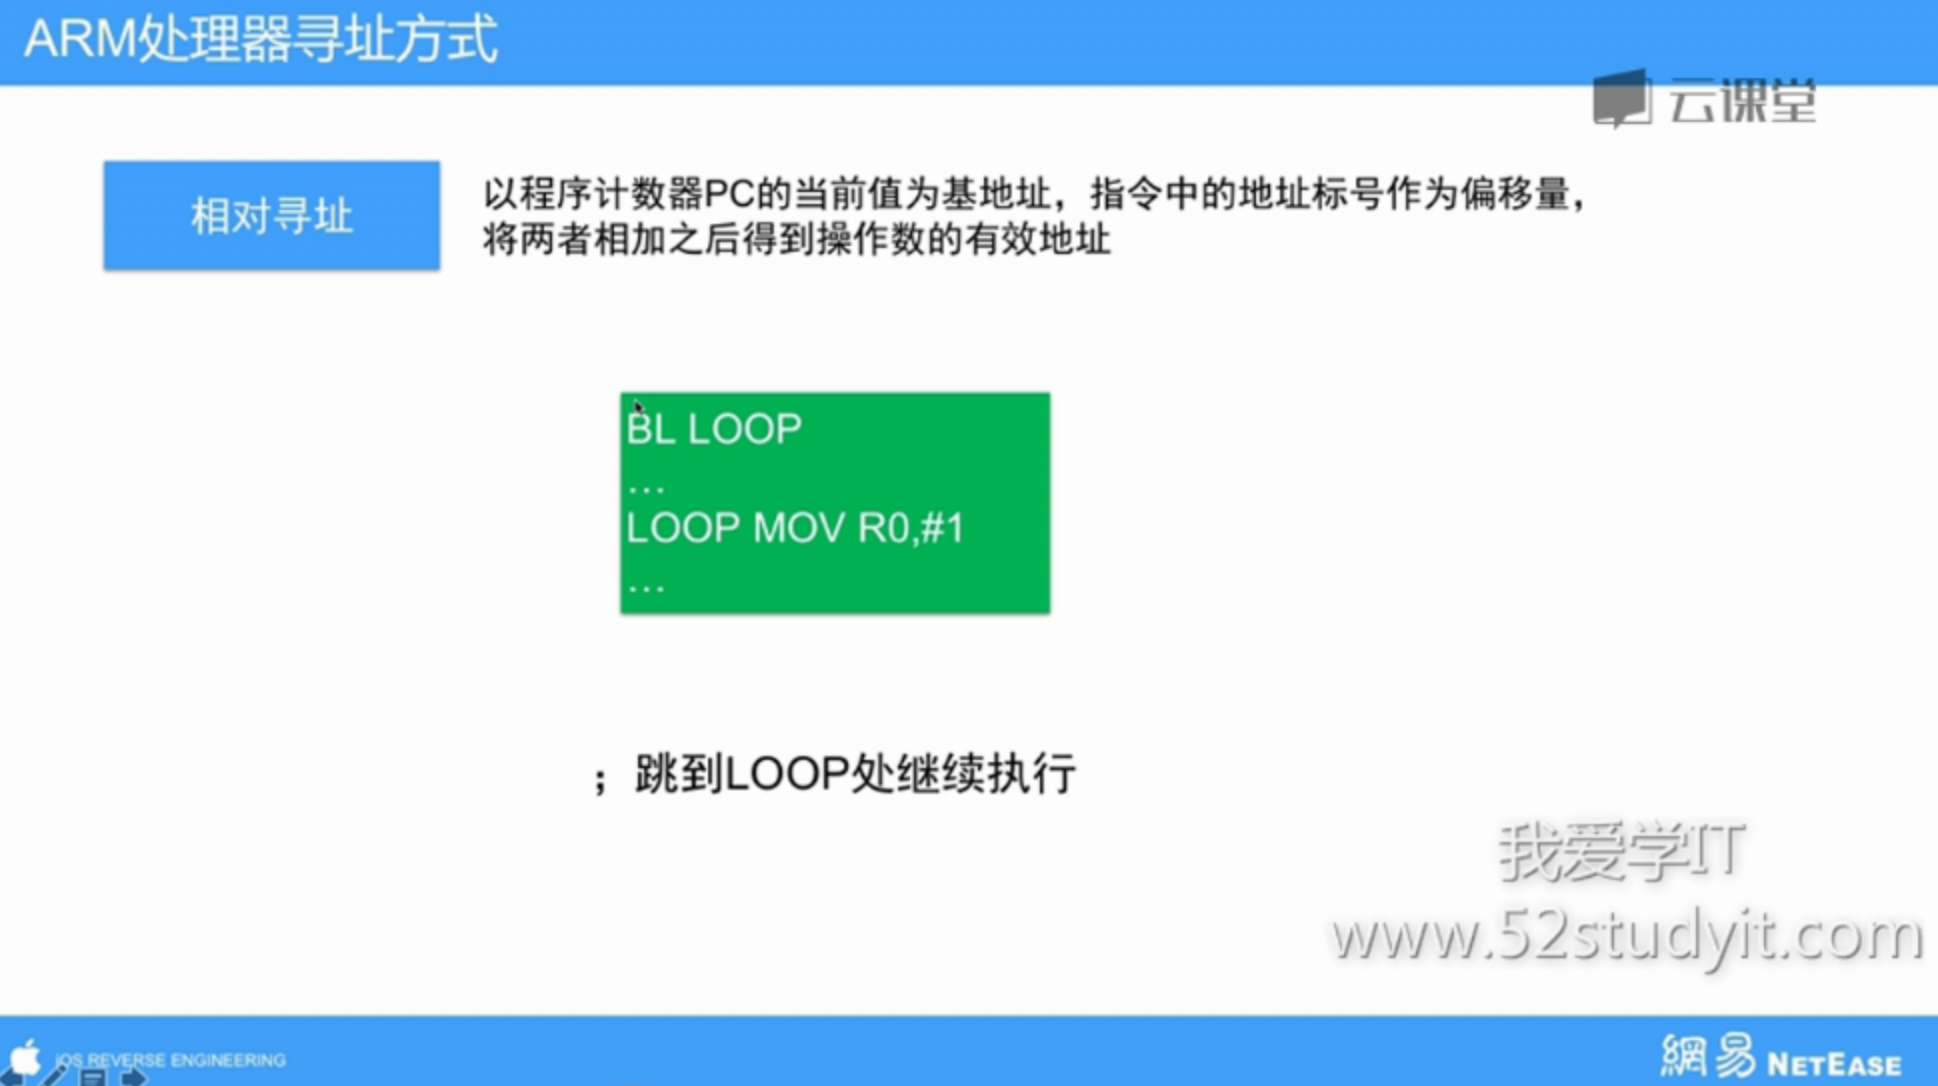 ARM处理器寻址方式
云课堂
相对寻址
以程序计数器PC的当前值为基地址，指令中的地址标号作为偏移量，
将两者相加之后得到操作数的有效地址
BL LOOP
...
LOOP MOV R0,#1
...
；跳到LOOP处继续执行
我爱学IT
www.52studyit.com
iOS REVERSE ENGINEERING
網易 NETEASE